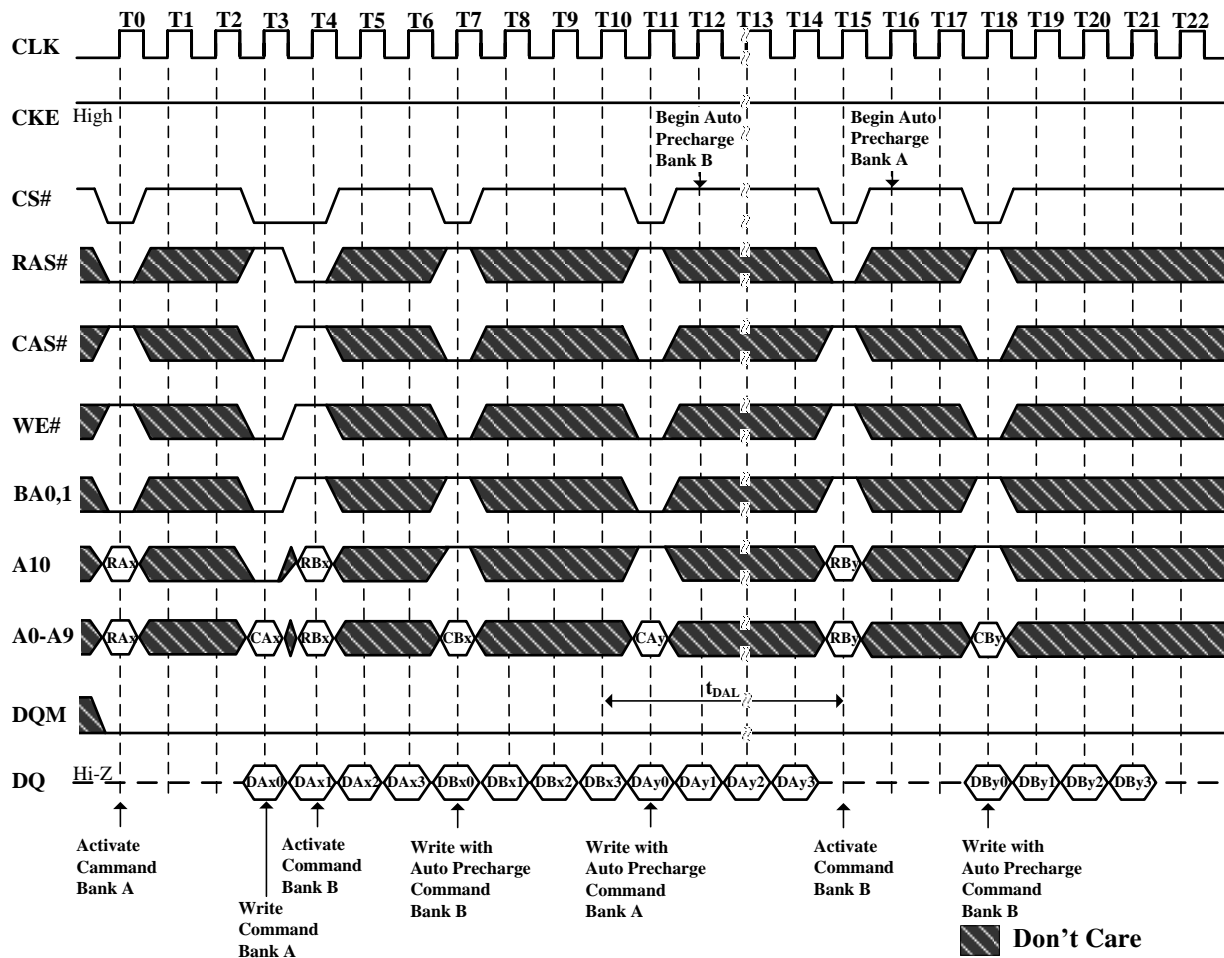 T0 T1 T2 T3 T4 T5 T6 T7 T8 T9 T10 T11 T12 T13 T14 T15 T16 T17 T18 T19 T20 T21 T22
CLK
CKE High
Begin Auto
Precharge
Bank B
Begin Auto
Precharge
Bank A
CS#
RAS#
CAS#
WE#
BA0,1
A10 RAx RBx RBy
A0-A9 RAx CAx RBx CBx CAy RBy CBy
tDAL
DQM
DQ Hi-Z DAx0 DAx1 DAx2 DAx3 DBx0 DBx1 DBx2 DBx3 DAy0 DAy1 DAy2 DAy3 DBy0 DBy1 DBy2 DBy3
Activate
Cammand
Bank A
Write
Command
Bank A
Activate
Command
Bank B
Write with
Auto Precharge
Command
Bank B
Write with
Auto Precharge
Command
Bank A
Activate
Command
Bank B
Write with
Auto Precharge
Command
Bank B
Don't Care